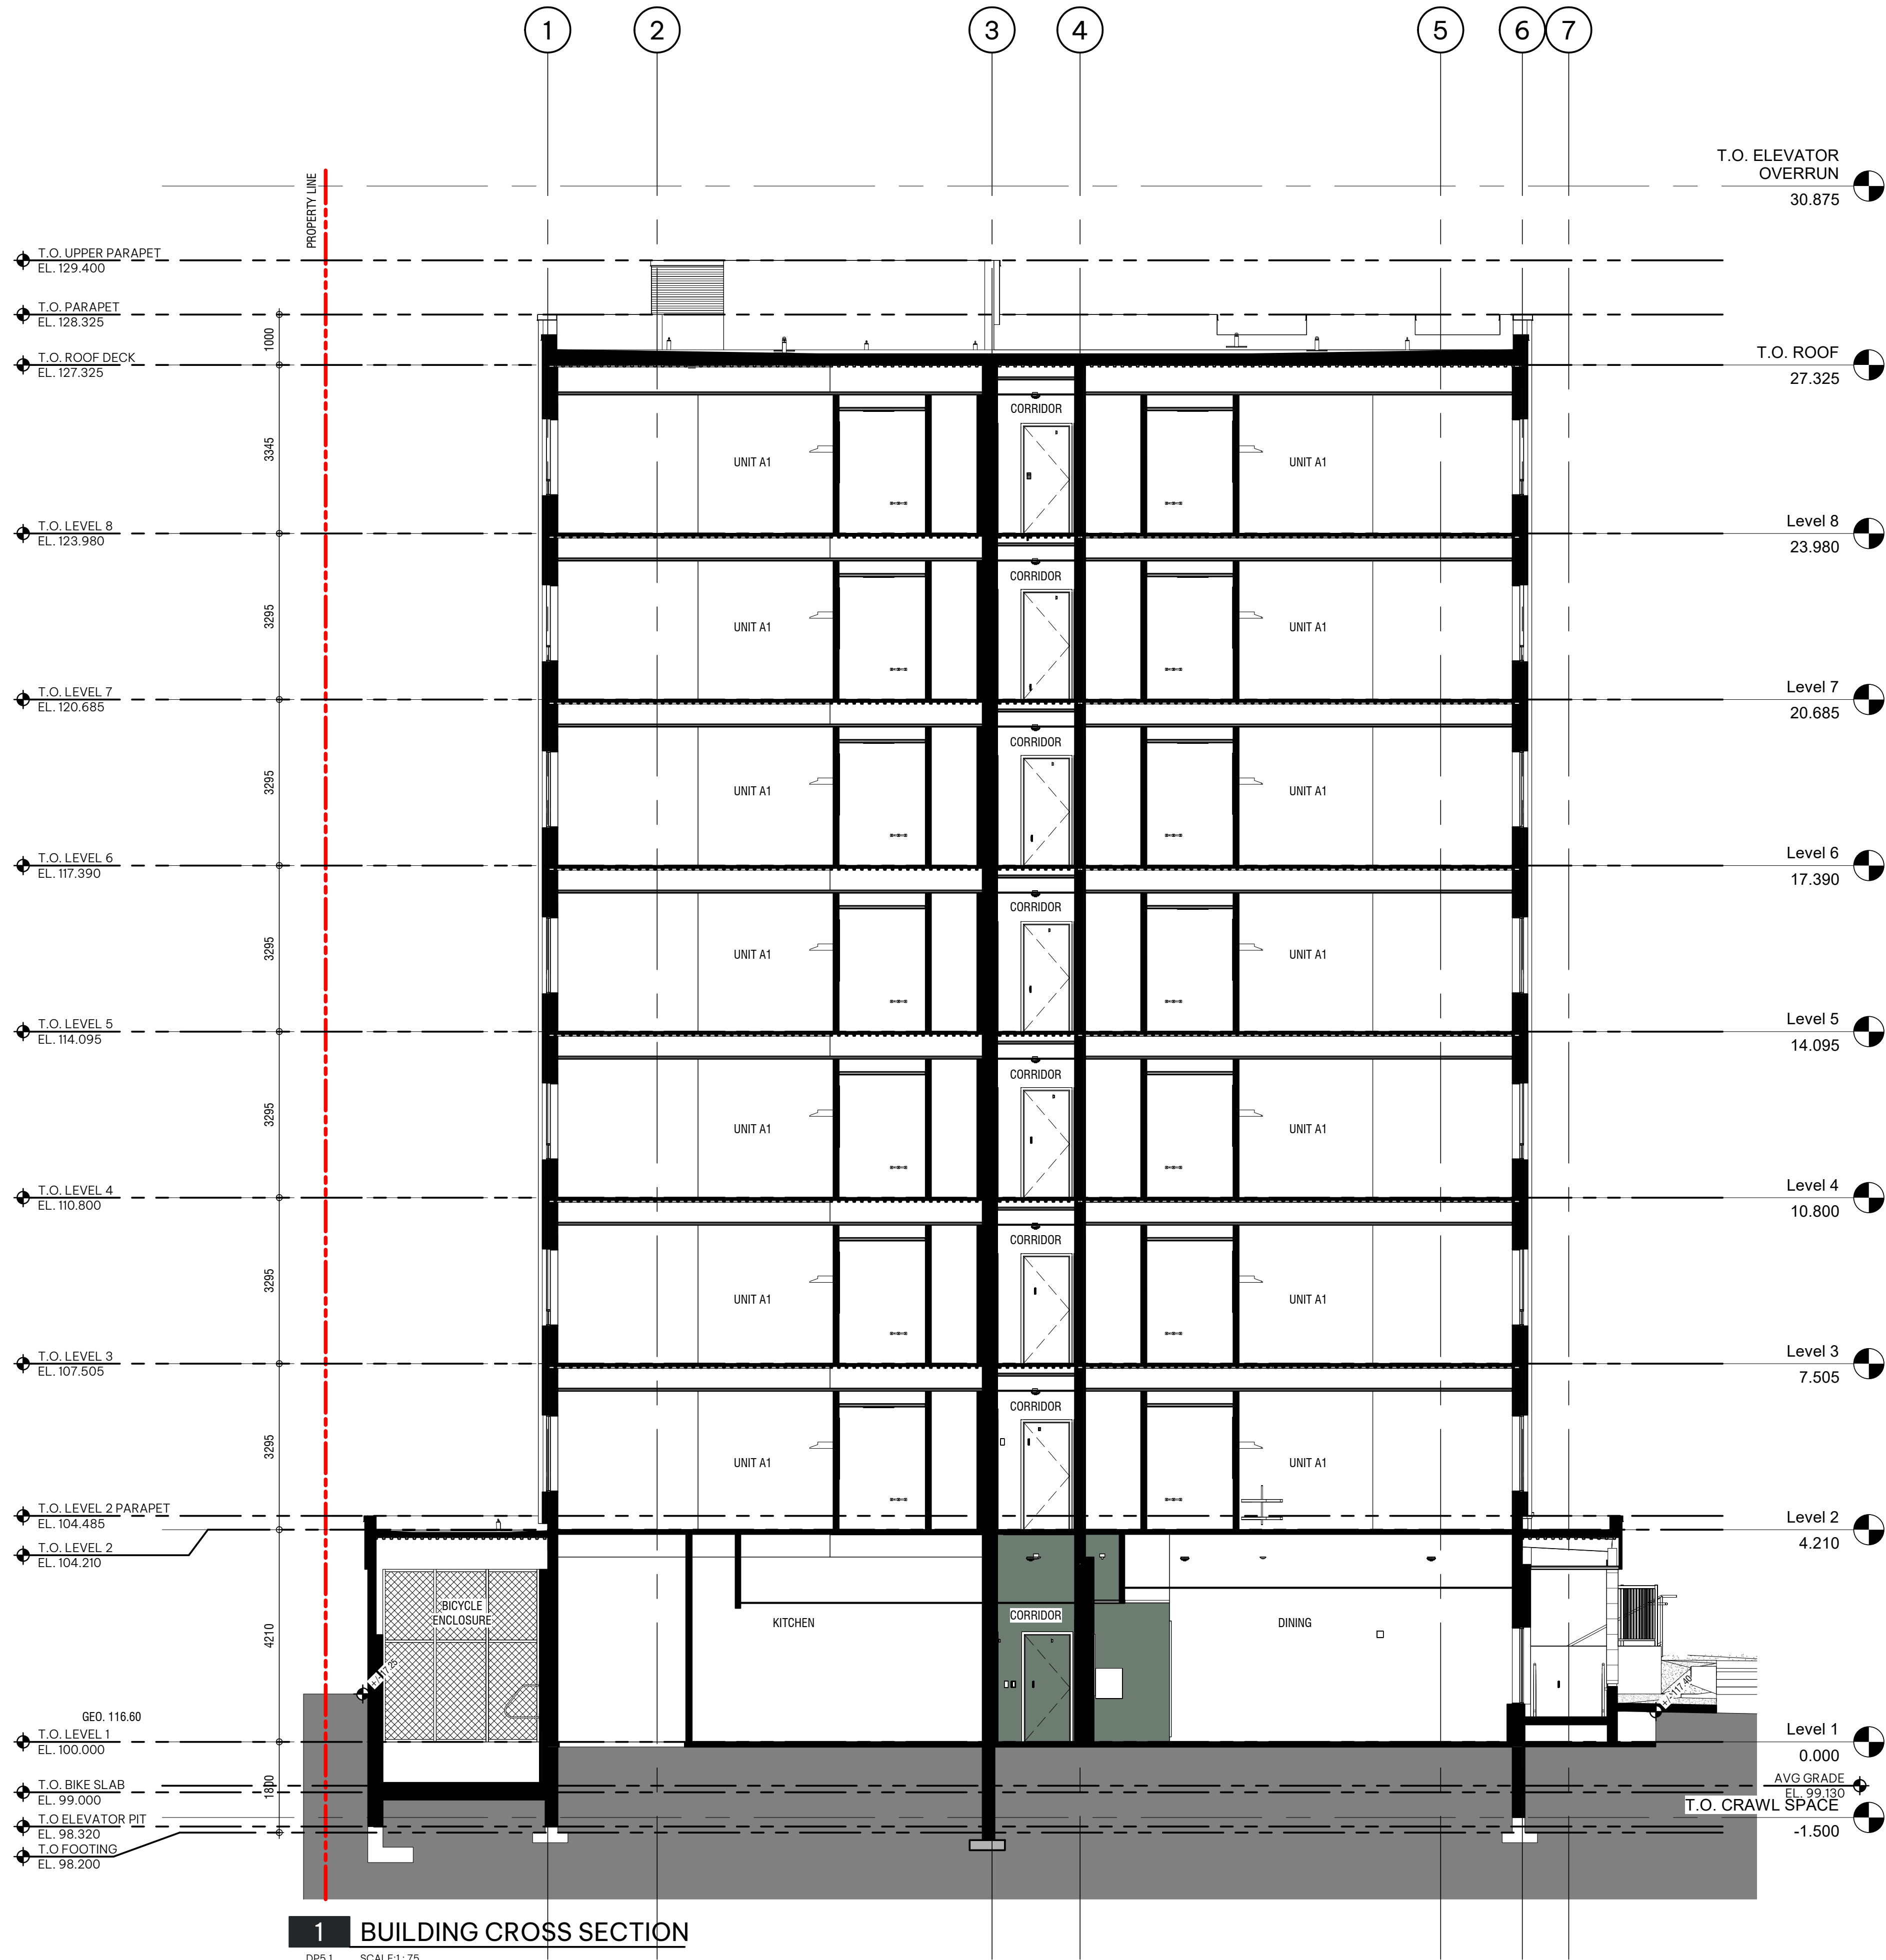 1
2
3
4
5
6
7
T.O. ELEVATOR
OVERRUN
30.875
PROPERTY LINE
T.O. UPPER PARAPET
EL. 129.400
T.O. PARAPET
EL. 128.325
1000
T.O. ROOF DECK
EL. 127.325
T.O. ROOF
27.325
CORRIDOR
3345
UNIT A1
UNIT A1
T.O. LEVEL 8
EL. 123.980
Level 8
23.980
CORRIDOR
3295
UNIT A1
UNIT A1
T.O. LEVEL 7
EL. 120.685
Level 7
20.685
CORRIDOR
3295
UNIT A1
UNIT A1
T.O. LEVEL 6
EL. 117.390
Level 6
17.390
CORRIDOR
3295
UNIT A1
UNIT A1
T.O. LEVEL 5
EL. 114.095
Level 5
14.095
CORRIDOR
3295
UNIT A1
UNIT A1
T.O. LEVEL 4
EL. 110.800
Level 4
10.800
CORRIDOR
3295
UNIT A1
UNIT A1
T.O. LEVEL 3
EL. 107.505
Level 3
7.505
CORRIDOR
3295
UNIT A1
UNIT A1
T.O. LEVEL 2 PARAPET
EL. 104.485
T.O. LEVEL 2
EL. 104.210
Level 2
4.210
BICYCLE
ENCLOSURE
4210
KITCHEN
CORRIDOR
DINING
+/-17.25
+/-117.40
GEO. 116.60
T.O. LEVEL 1
EL. 100.000
Level 1
0.000
T.O. BIKE SLAB
EL. 99.000
1800
AVG GRADE
EL. 99.130
T.O ELEVATOR PIT
EL. 98.320
T.O. CRAWL SPACE
-1.500
T.O FOOTING
EL. 98.200
1
BUILDING CROSS SECTION
DP5.1
SCALE:1 : 75